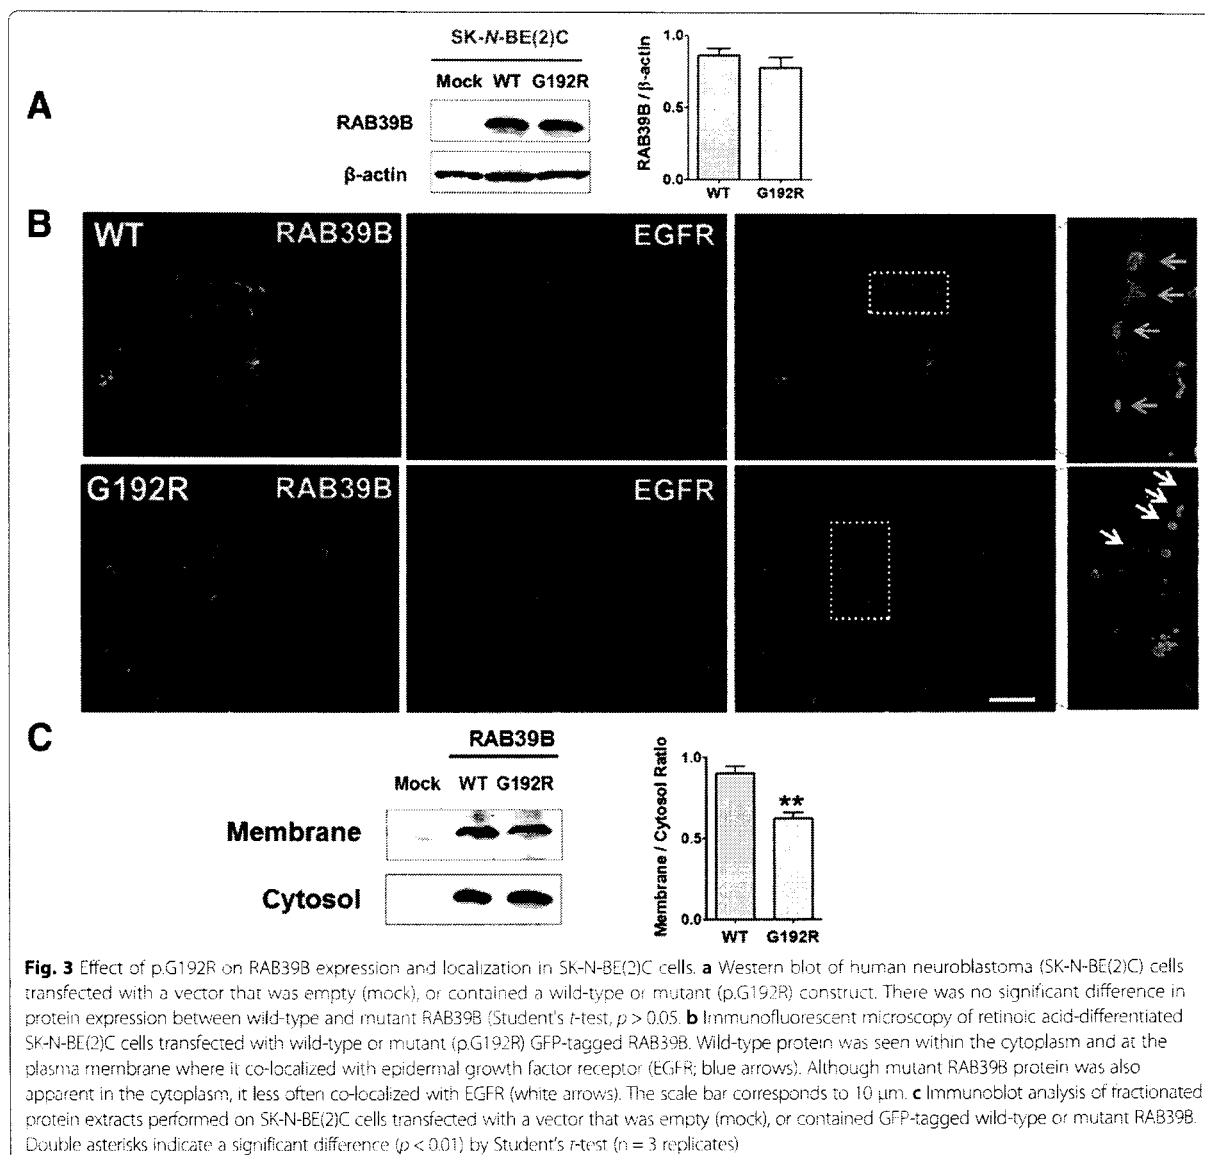 A
SK-N-BE(2)C
Mock WT G192R
RAB39B
β-actin
RAB39B / β-actin
1.0
0.5
0.0
WT G192R
B
WT RAB39B EGFR
G192R RAB39B EGFR
C
RAB39B
Mock WT G192R
Membrane
Cytosol
Membrane / Cytosol Ratio
1.0
0.5
0.0
**
WT G192R
Fig. 3 Effect of p.G192R on RAB39B expression and localization in SK-N-BE(2)C cells. a Western blot of human neuroblastoma (SK-N-BE(2)C) cells
transfected with a vector that was empty (mock), or contained a wild-type or mutant (p.G192R) construct. There was no significant difference in
protein expression between wild-type and mutant RAB39B (Student's t-test, p > 0.05. b Immunofluorescent microscopy of retinoic acid-differentiated
SK-N-BE(2)C cells transfected with wild-type or mutant (p.G192R) GFP-tagged RAB39B. Wild-type protein was seen within the cytoplasm and at the
plasma membrane where it co-localized with epidermal growth factor receptor (EGFR; blue arrows). Although mutant RAB39B protein was also
apparent in the cytoplasm, it less often co-localized with EGFR (white arrows). The scale bar corresponds to 10 μm. c Immunoblot analysis of fractionated
protein extracts performed on SK-N-BE(2)C cells transfected with a vector that was empty (mock), or contained GFP-tagged wild-type or mutant RAB39B.
Double asterisks indicate a significant difference (p < 0.01) by Student's t-test (n = 3 replicates)